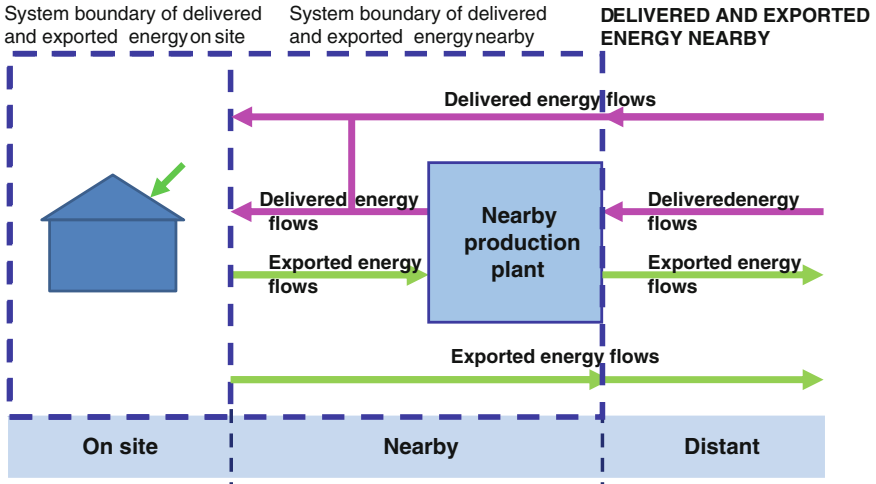 System boundary of delivered
and exported energy on site
System boundary of delivered
and exported energy nearby
DELIVERED AND EXPORTED
ENERGY NEARBY
Delivered energy flows
Delivered energy
flows
Nearby
production
plant
Deliveredenergy
flows
Exported energy
flows
Exported energy
flows
Exported energy flows
On site
Nearby
Distant